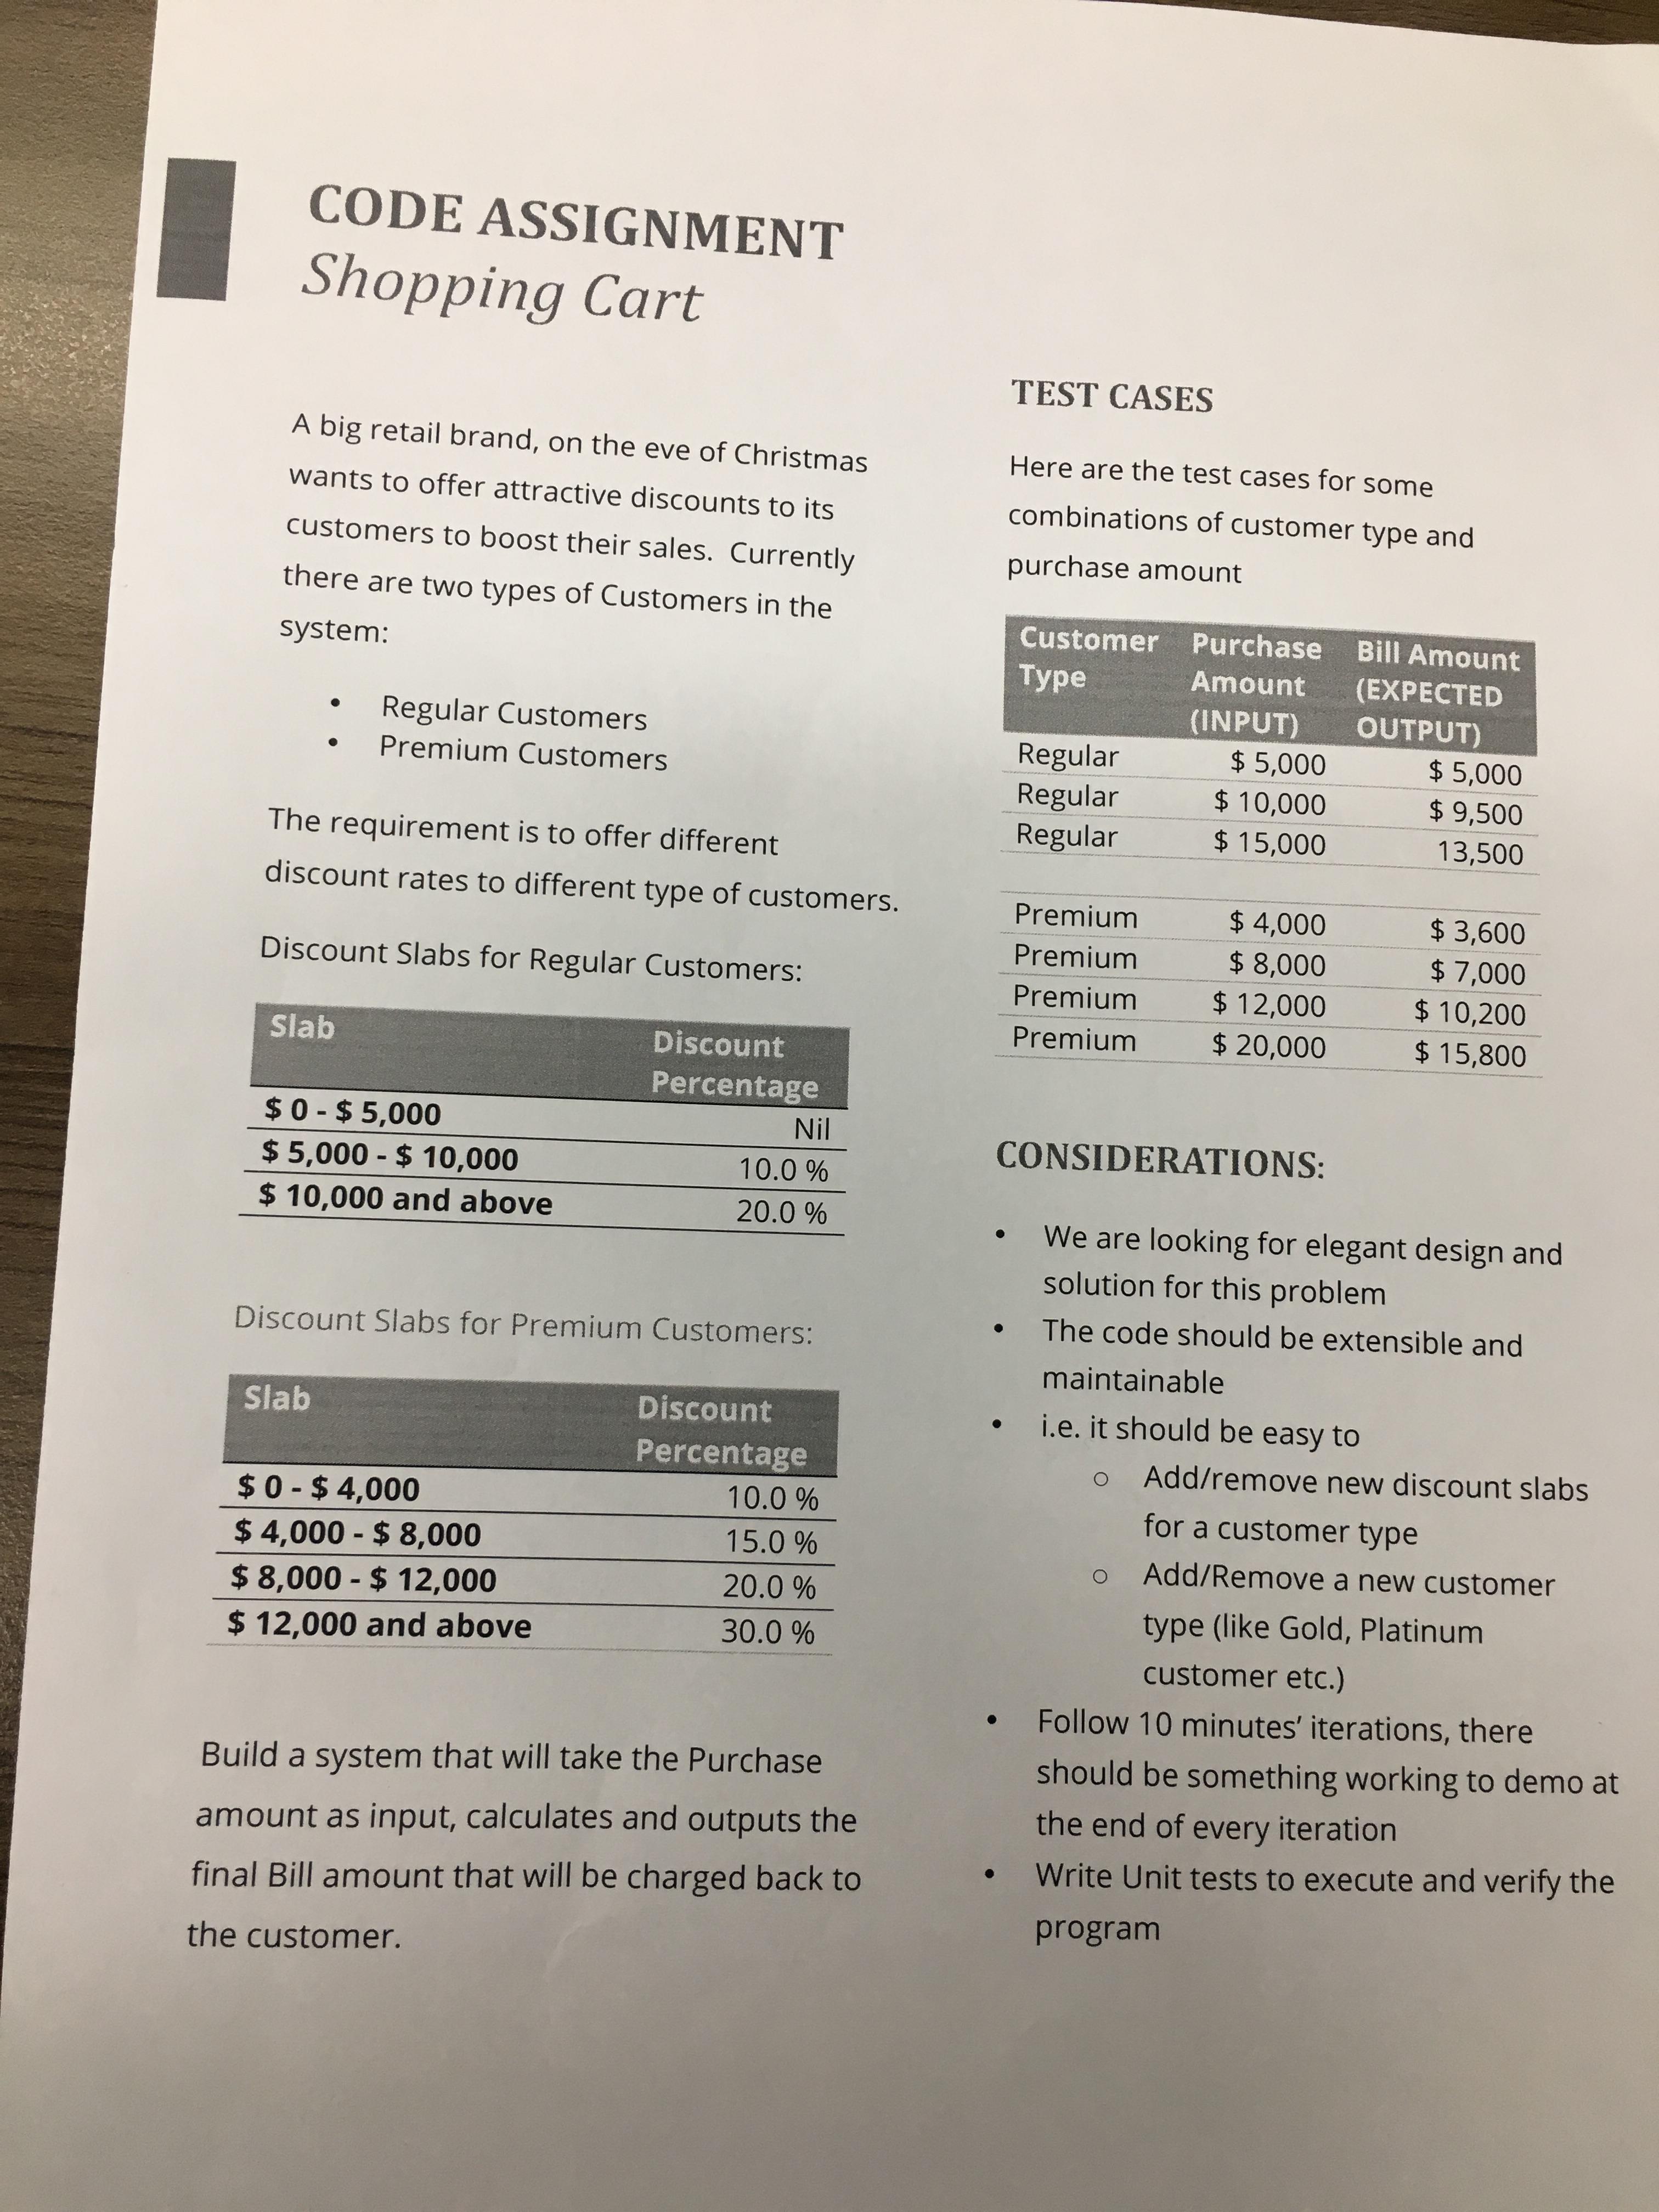 CODE ASSIGNMENT
Shopping Cart
A big retail brand, on the eve of Christmas
wants to offer attractive discounts to its
customers to boost their sales.  Currently
there are two types of Customers in the
system:
• Regular Customers
• Premium Customers
The requirement is to offer different
discount rates to different type of customers.
Discount Slabs for Regular Customers:
Slab Discount
Percentage
$ 0 - $ 5,000 Nil
$ 5,000 - $ 10,000 10.0 %
$ 10,000 and above 20.0 %
Discount Slabs for Premium Customers:
Slab Discount
Percentage
$ 0 - $ 4,000 10.0 %
$ 4,000 - $ 8,000 15.0 %
$ 8,000 - $ 12,000 20.0 %
$ 12,000 and above 30.0 %
Build a system that will take the Purchase
amount as input, calculates and outputs the
final Bill amount that will be charged back to
the customer.
TEST CASES
Here are the test cases for some
combinations of customer type and
purchase amount
Customer Purchase Bill Amount
Type Amount (EXPECTED
(INPUT) OUTPUT)
Regular $ 5,000 $ 5,000
Regular $ 10,000 $ 9,500
Regular $ 15,000 13,500
Premium $ 4,000 $ 3,600
Premium $ 8,000 $ 7,000
Premium $ 12,000 $ 10,200
Premium $ 20,000 $ 15,800
CONSIDERATIONS:
• We are looking for elegant design and
solution for this problem
• The code should be extensible and
maintainable
• i.e. it should be easy to
○ Add/remove new discount slabs
for a customer type
○ Add/Remove a new customer
type (like Gold, Platinum
customer etc.)
• Follow 10 minutes’ iterations, there
should be something working to demo at
the end of every iteration
• Write Unit tests to execute and verify the
program